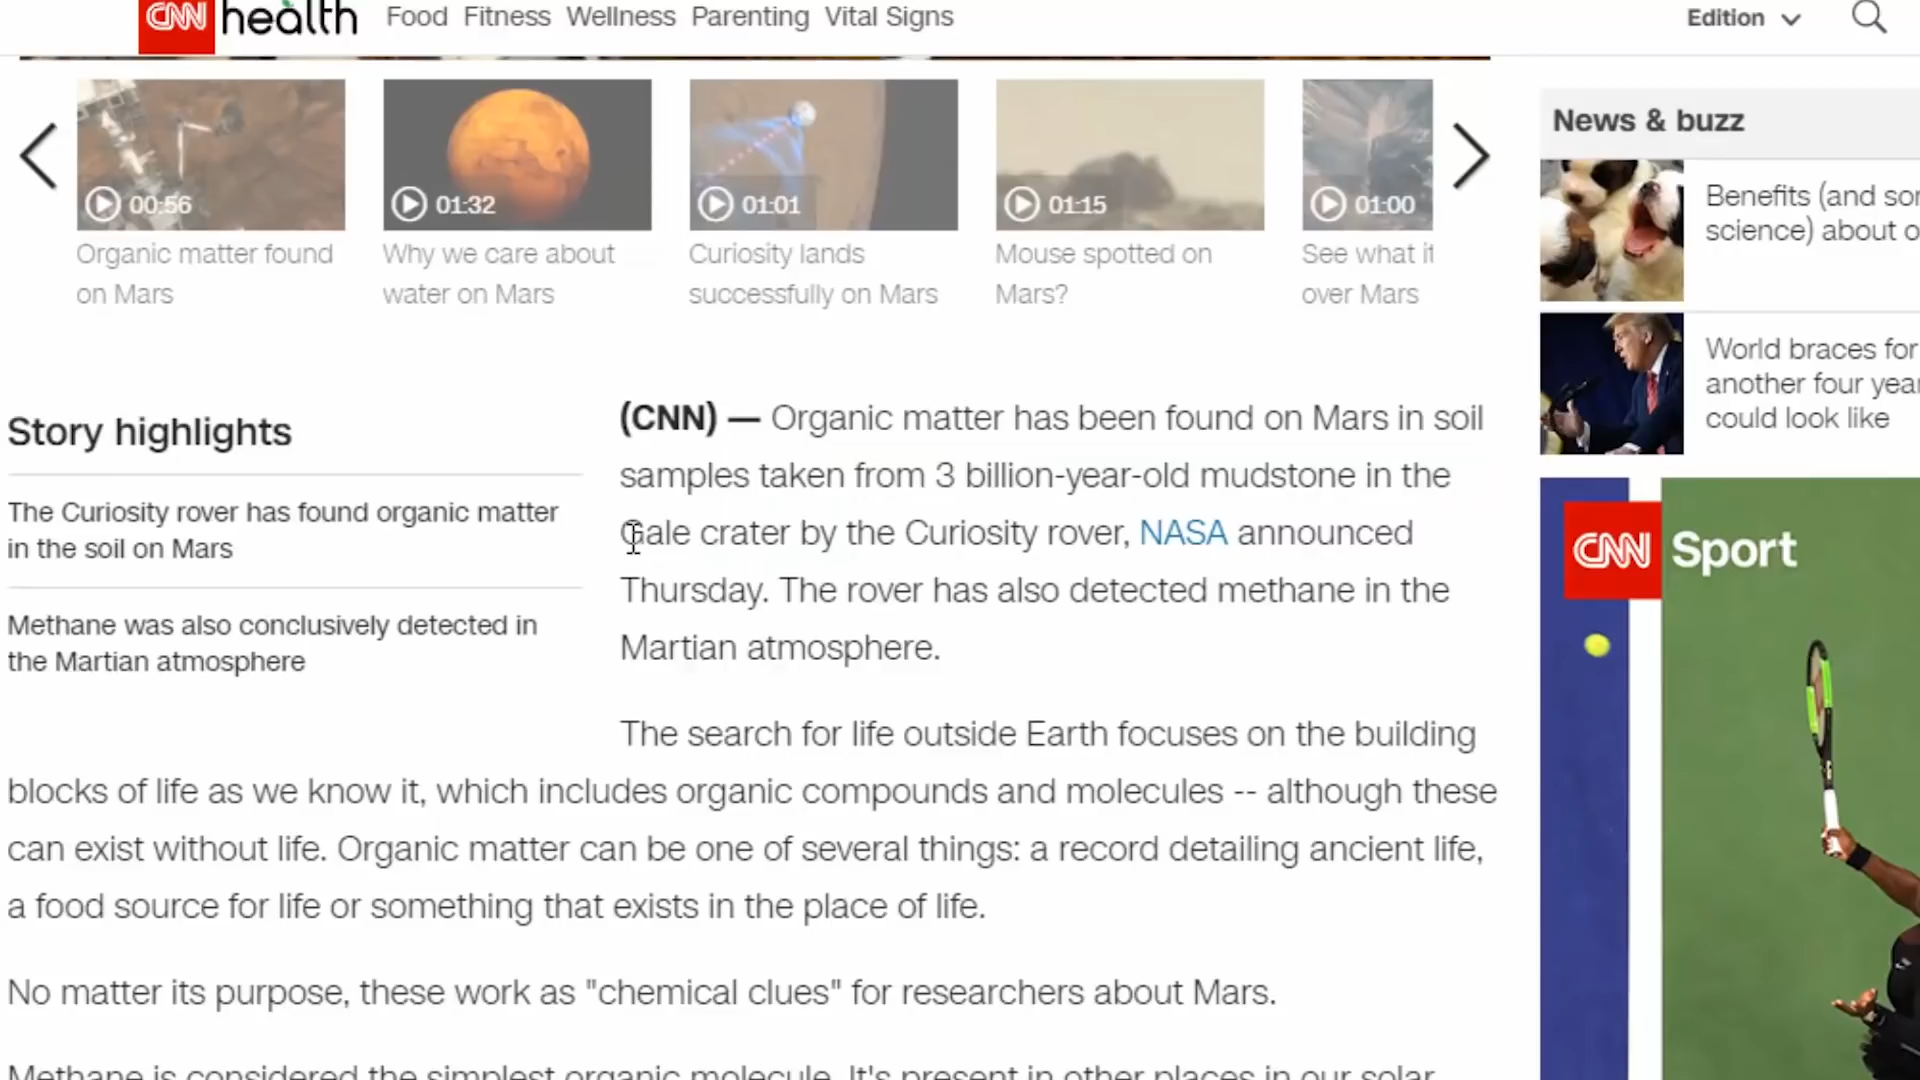 CNN health Food Fitness Wellness Parenting Vital Signs Edition
00:56 01:32 01:01 01:15 01:00
Organic matter found
on Mars
Why we care about
water on Mars
Curiosity lands
successfully on Mars
Mouse spotted on
Mars?
See what it
over Mars
Story highlights
The Curiosity rover has found organic matter
in the soil on Mars
Methane was also conclusively detected in
the Martian atmosphere
(CNN) — Organic matter has been found on Mars in soil
samples taken from 3 billion-year-old mudstone in the
Gale crater by the Curiosity rover, NASA announced
Thursday. The rover has also detected methane in the
Martian atmosphere.
The search for life outside Earth focuses on the building
blocks of life as we know it, which includes organic compounds and molecules -- although these
can exist without life. Organic matter can be one of several things: a record detailing ancient life,
a food source for life or something that exists in the place of life.
No matter its purpose, these work as "chemical clues" for researchers about Mars.
Methane is considered the simplest organic molecule. It's present in other places in our solar
News & buzz
Benefits (and so
science) about o
World braces for
another four yea
could look like
CNN Sport